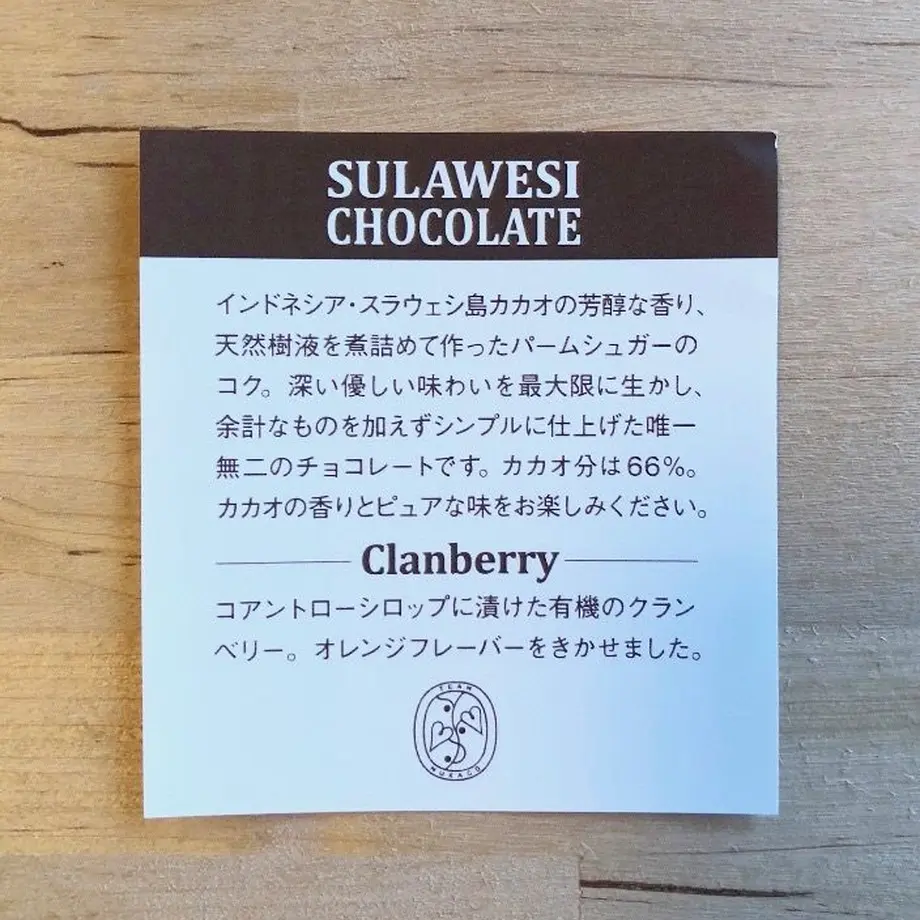 SULAWESI
CHOCOLATE
インドネシア・スラウェシ島カカオの芳醇な香り、
天然樹液を煮詰めて作ったパームシュガーの
コク。深い優しい味わいを最大限に生かし、
余計なものを加えずシンプルに仕上げた唯一
無二のチョコレートです。カカオ分は66%。
カカオの香りとピュアな味をお楽しみください。
Clanberry
コアントローシロップに漬けた有機のクラン
ベリー。オレンジフレーバーをきかせました。
TEAM
MUKAGO